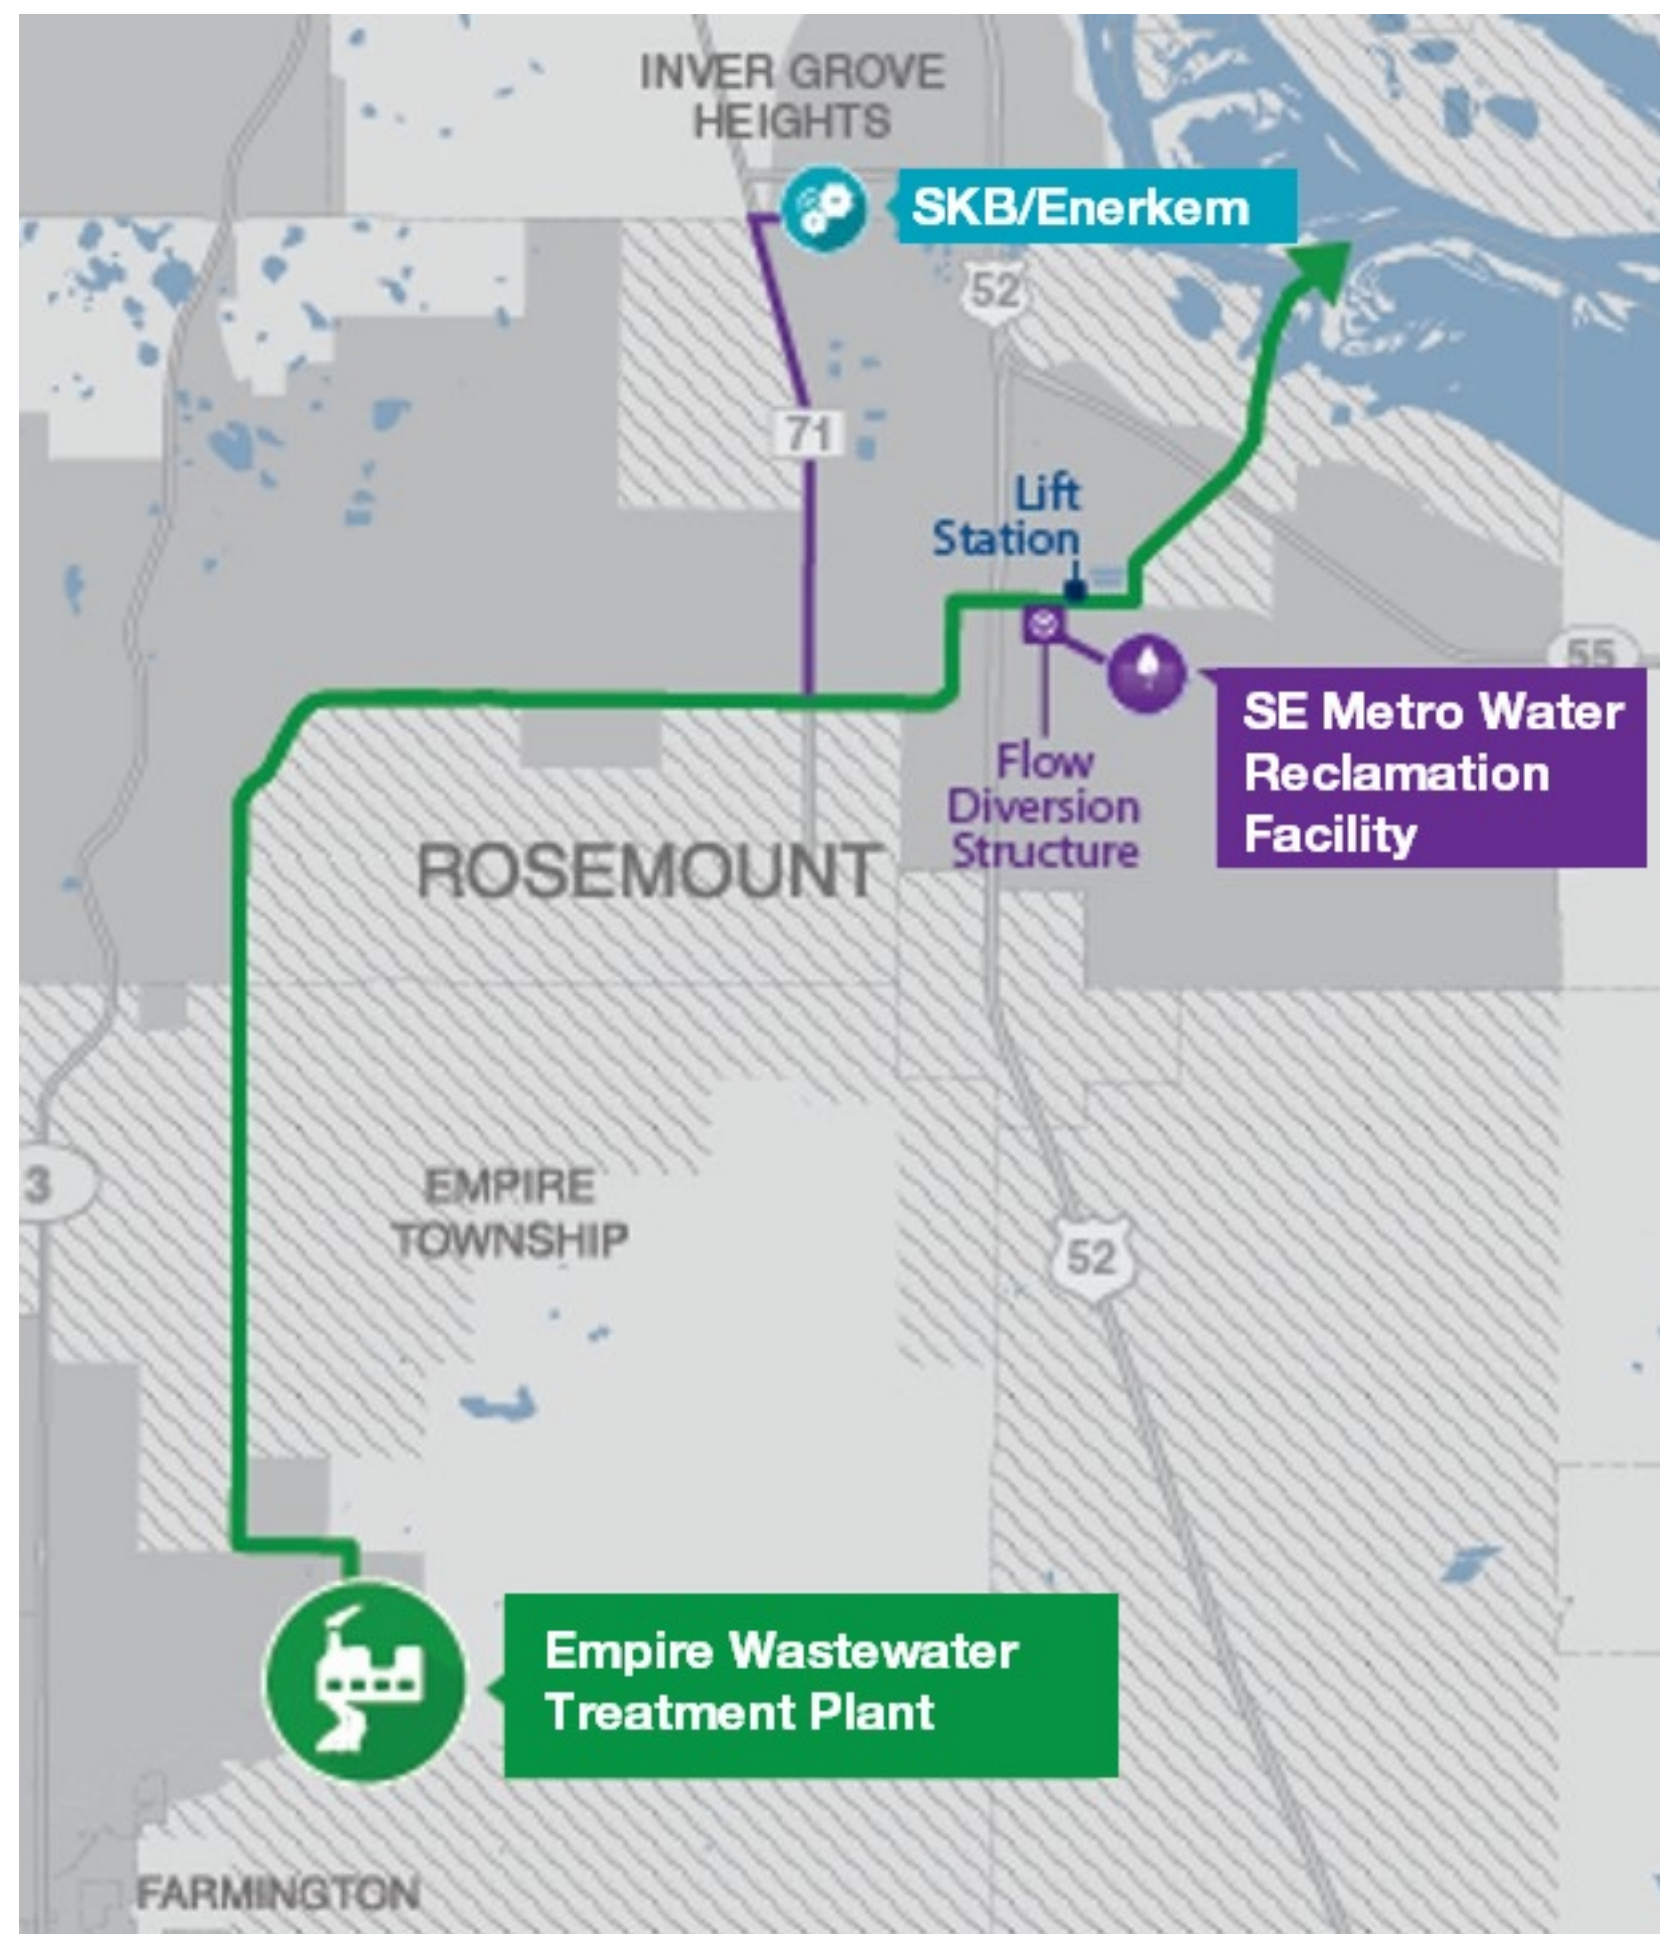 INVER GROVE
HEIGHTS
SKB/Enerkem
52
71
Lift
Station
55
SE Metro Water
Reclamation
Facility
Flow
Diversion
Structure
ROSEMOUNT
3
EMPIRE
TOWNSHIP
52
Empire Wastewater
Treatment Plant
FARMINGTON